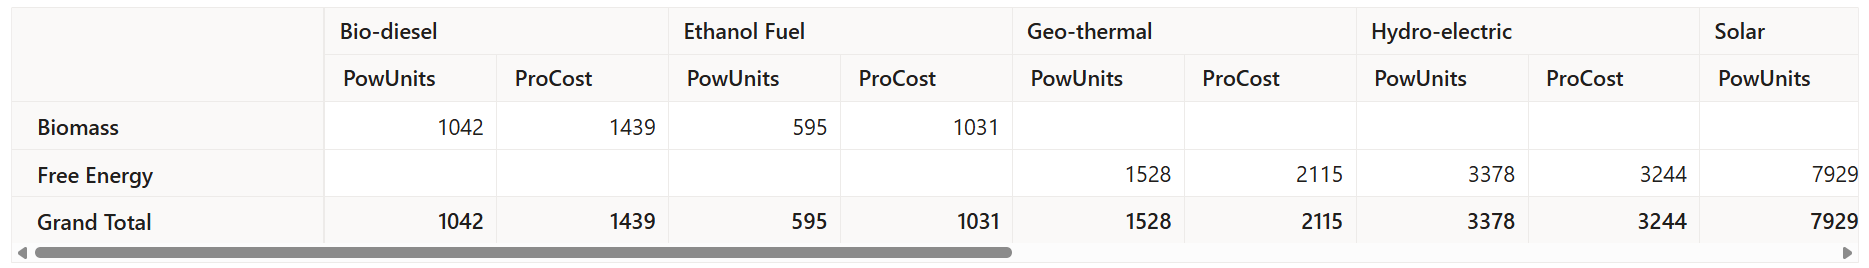 Bio-diesel Ethanol Fuel Geo-thermal Hydro-electric Solar
PowUnits ProCost PowUnits ProCost PowUnits ProCost PowUnits ProCost PowUnits
Biomass 1042 1439 595 1031
Free Energy 1528 2115 3378 3244 7929
Grand Total 1042 1439 595 1031 1528 2115 3378 3244 7929